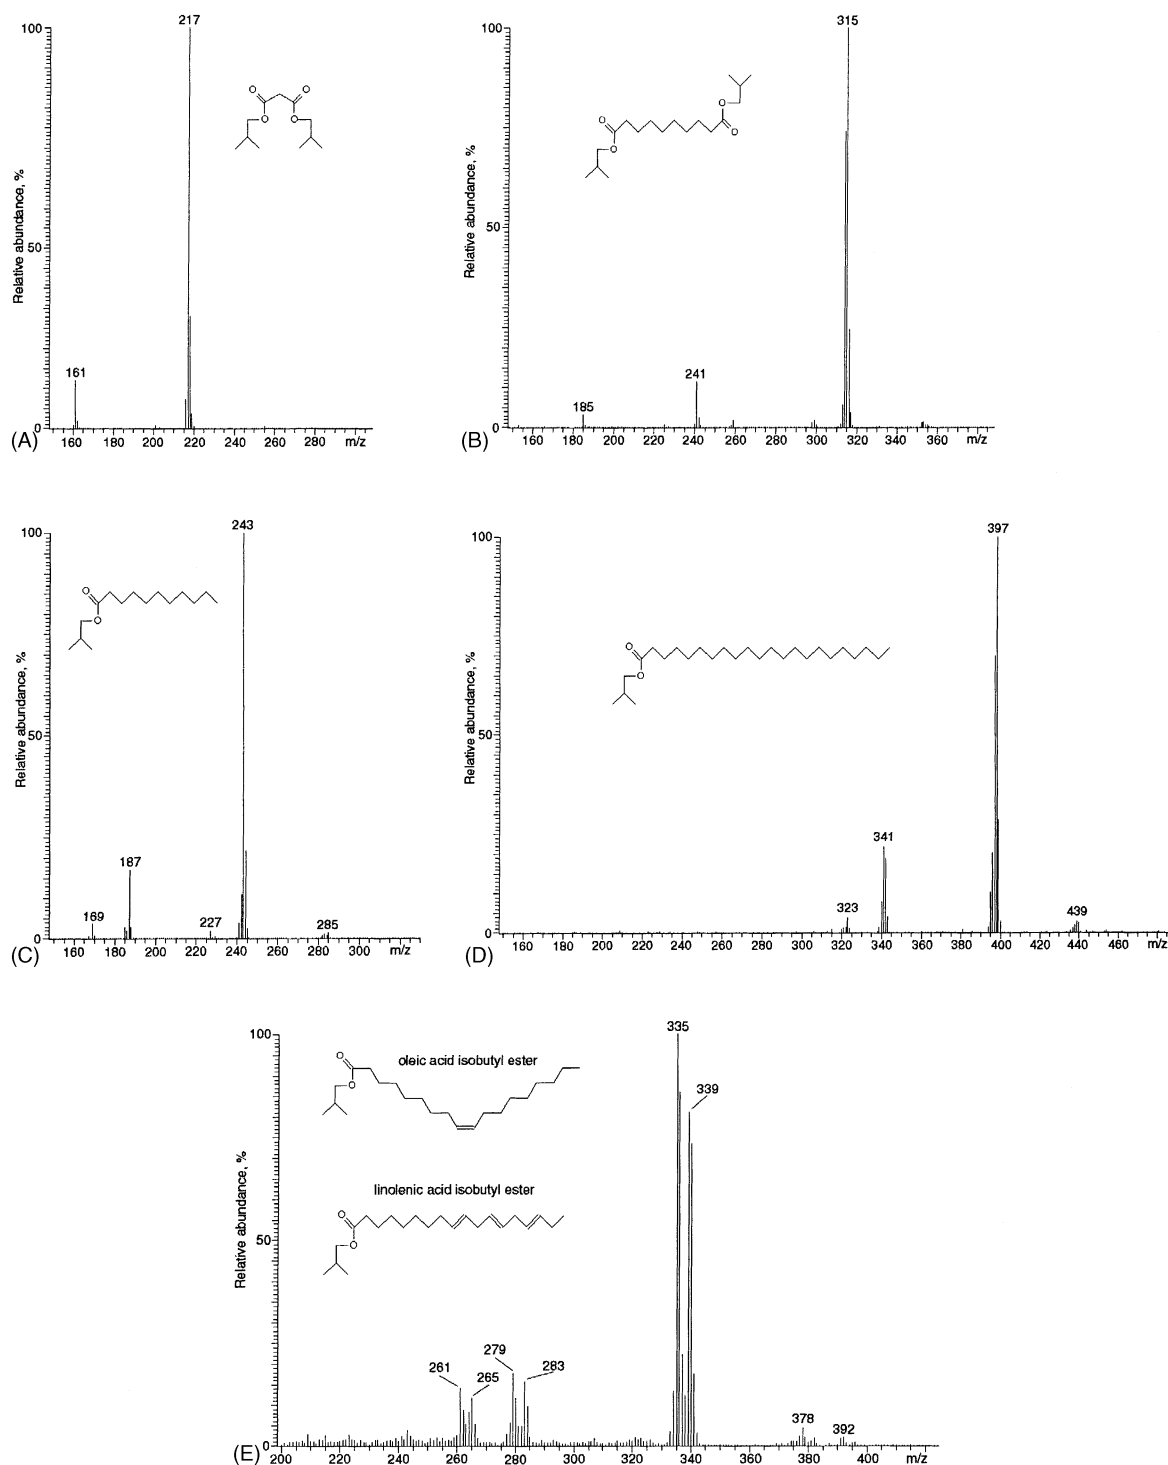 100
217
O
O
O
O
Relative abundance, %
50
161
0
160 180 200 220 240 260 280 m/z
(A)
100
315
O
O
O
O
Relative abundance, %
50
241
185
0
160 180 200 220 240 260 280 300 320 340 360 m/z
(B)
100
243
O
O
Relative abundance, %
50
187
169
227
285
0
160 180 200 220 240 260 280 300 m/z
(C)
100
397
O
O
Relative abundance, %
50
341
323
439
0
160 180 200 220 240 260 280 300 320 340 360 380 400 420 440 460 m/z
(D)
100
335
339
O
oleic acid isobutyl ester
O
linolenic acid isobutyl ester
O
O
Relative abundance, %
50
279
261
265
283
378
392
0
200 220 240 260 280 300 320 340 360 380 400 m/z
(E)